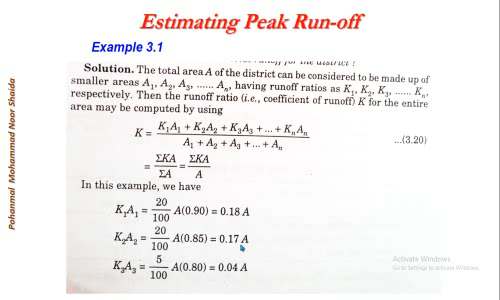 Estimating Peak Run-off
Example 3.1
runoff for the district ?
Solution. The total area A of the district can be considered to be made up of
smaller areas A₁, A₂, A₃, ...... Aₙ, having runoff ratios as K₁, K₂, K₃, ...... Kₙ,
respectively. Then the runoff ratio (i.e., coefficient of runoff) K for the entire
area may be computed by using
K = (K₁A₁ + K₂A₂ + K₃A₃ + ... + KₙAₙ) / (A₁ + A₂ + A₃ + ... + Aₙ) ...(3.20)
= ΣKA / ΣA = ΣKA / A
In this example, we have
K₁A₁ = 20/100 A(0.90) = 0.18 A
K₂A₂ = 20/100 A(0.85) = 0.17 A
K₃A₃ = 5/100 A(0.80) = 0.04 A
Pohanmal Mohammad Noor Shaida
Activate Windows
Go to Settings to activate Windows.